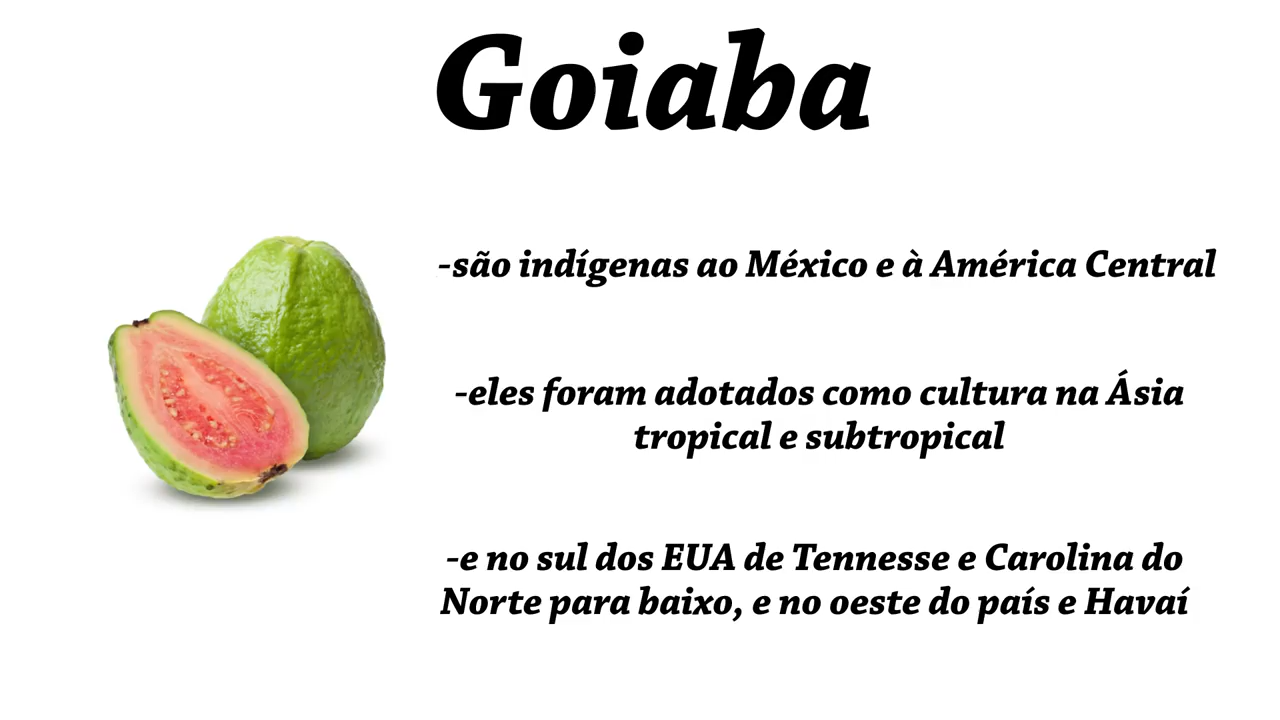 Goiaba
-são indígenas ao México e à América Central
-eles foram adotados como cultura na Ásia
tropical e subtropical
-e no sul dos EUA de Tennesse e Carolina do
Norte para baixo, e no oeste do país e Havaí